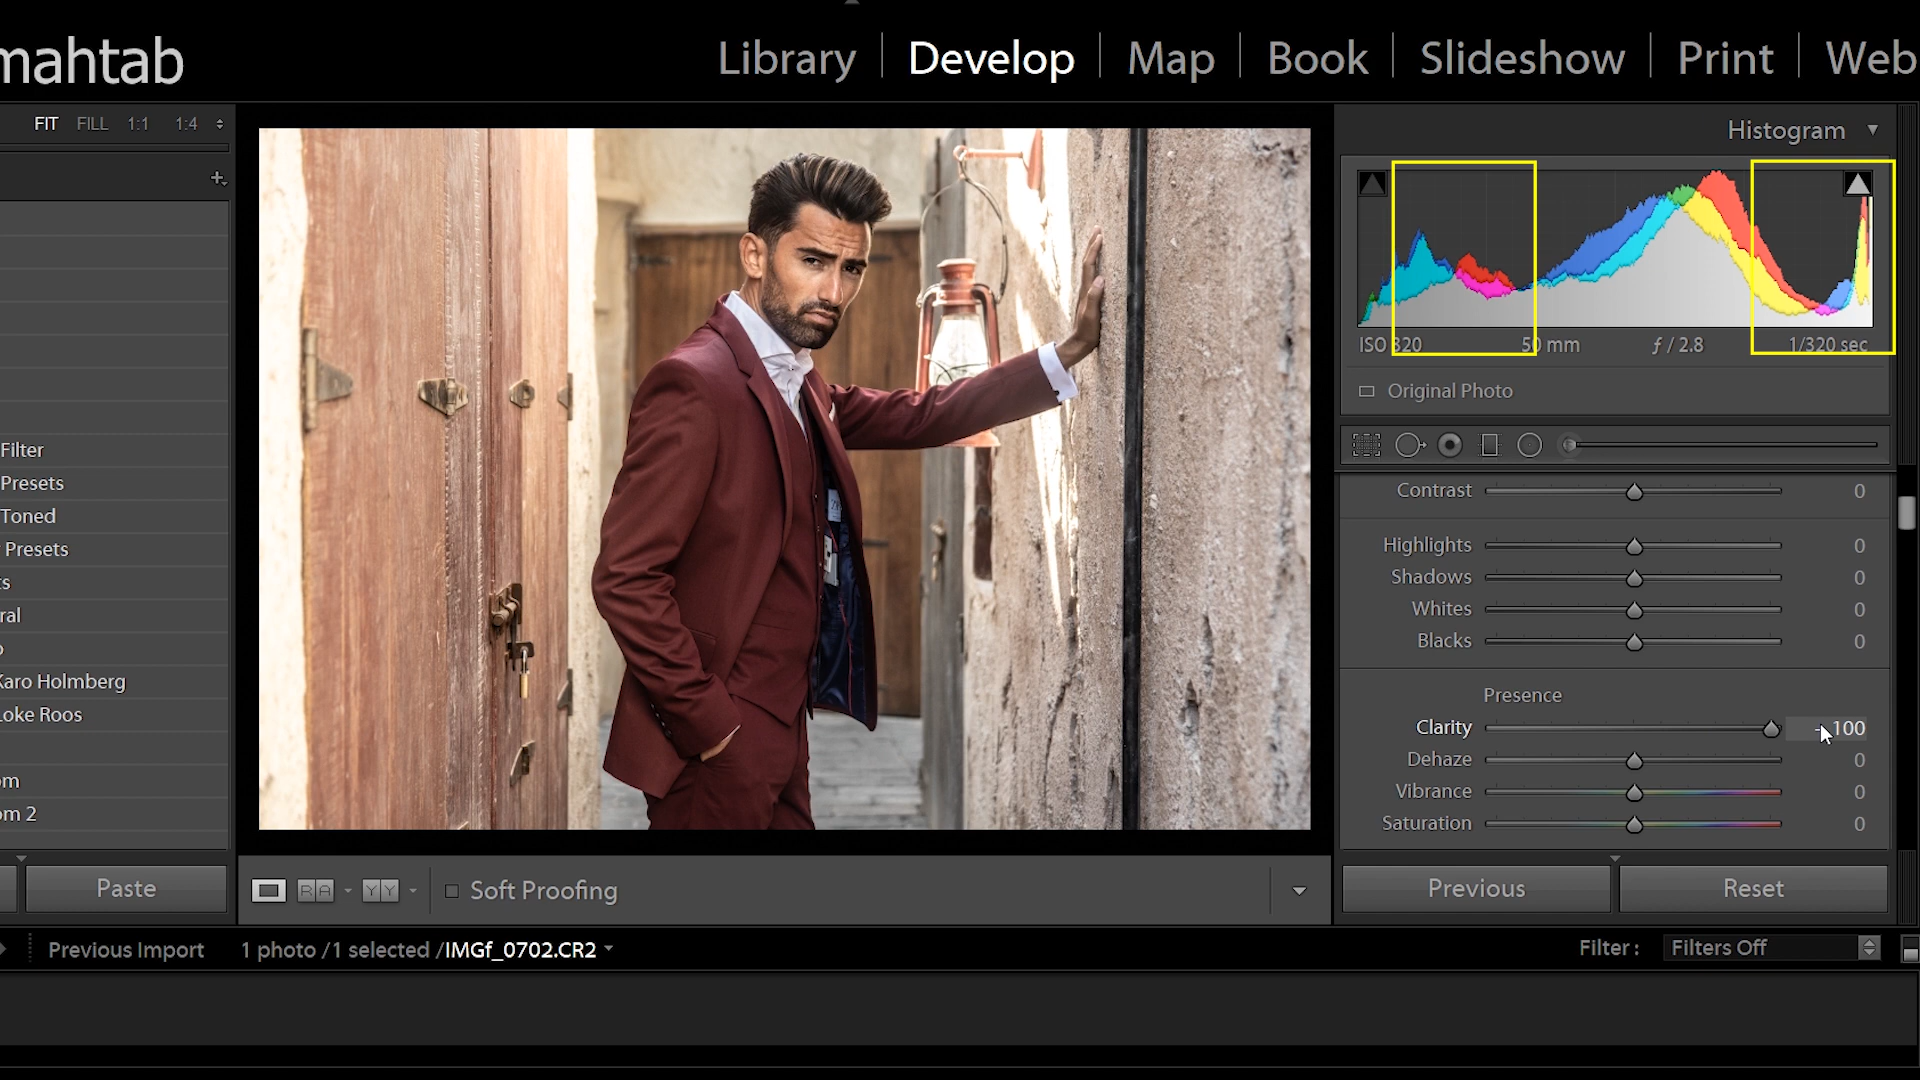 mahtab
Library Develop Map Book Slideshow Print Web
FIT FILL 1:1 1:4
Histogram
ISO 320 50 mm ƒ / 2.8 1/320 sec
Original Photo
Contrast 0
Highlights 0
Shadows 0
Whites 0
Blacks 0
Presence
Clarity 100
Dehaze 0
Vibrance 0
Saturation 0
Filter
Presets
Toned
Presets
ts
ral
o
Karo Holmberg
Loke Roos
om
om 2
Paste
R A Y Y Soft Proofing
Previous Reset
Previous Import 1 photo / 1 selected / IMGf_0702.CR2
Filter : Filters Off